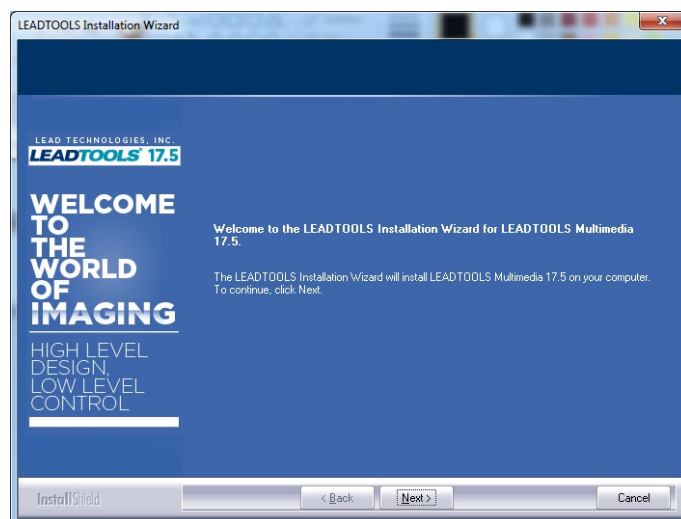 LEADTOOLS Installation Wizard
LEAD TECHNOLOGIES, INC.
LEADTOOLS® 17.5
WELCOME
TO
THE
WORLD
OF
IMAGING
HIGH LEVEL
DESIGN,
LOW LEVEL
CONTROL
Welcome to the LEADTOOLS Installation Wizard for LEADTOOLS Multimedia
17.5.
The LEADTOOLS Installation Wizard will install LEADTOOLS Multimedia 17.5 on your computer.
To continue, click Next.
InstallShield
< Back
Next >
Cancel